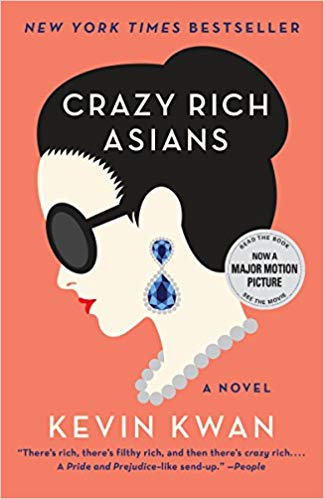 NEW YORK TIMES BESTSELLER
CRAZY RICH
ASIANS
READ THE BOOK
NOW A
MAJOR MOTION
PICTURE
SEE THE MOVIE
A NOVEL
KEVIN KWAN
“There’s rich, there’s filthy rich, and then there’s crazy rich. . . .
A Pride and Prejudice–like send-up.” —People